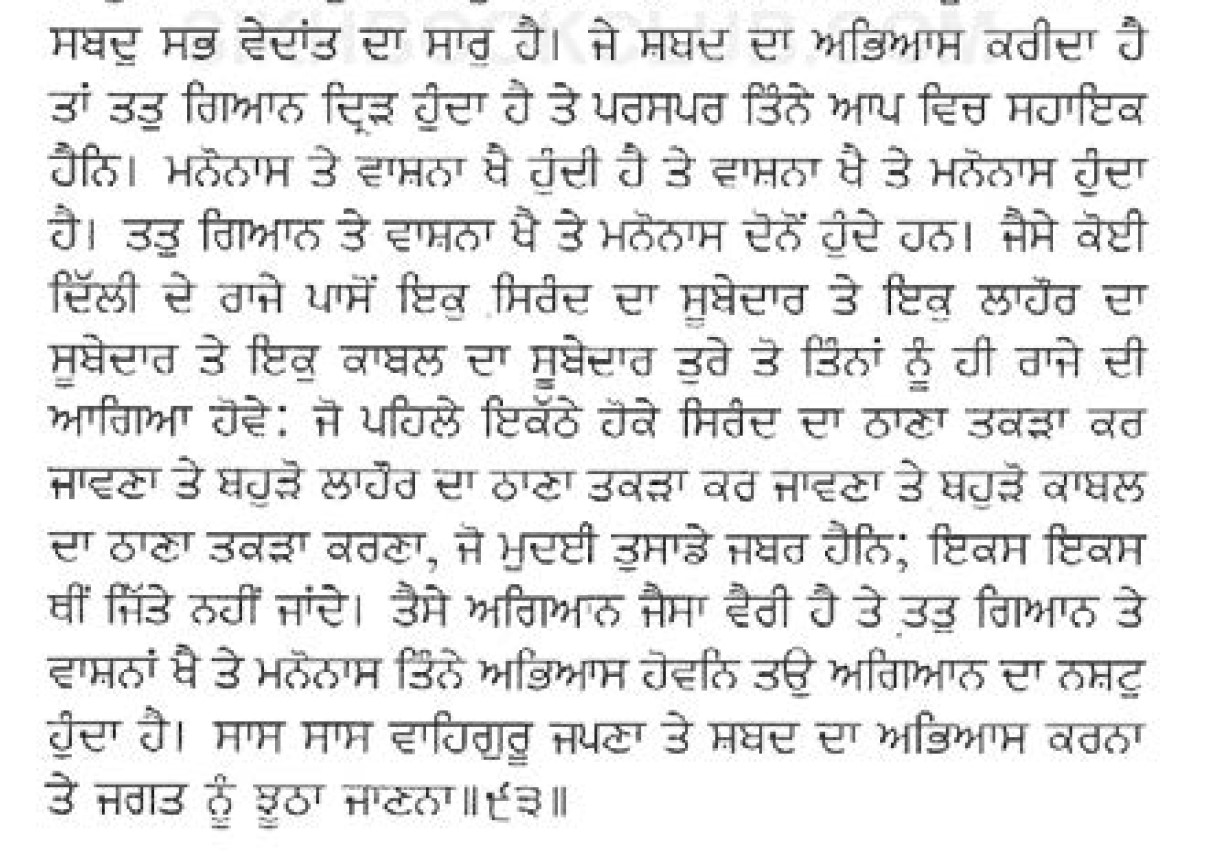 ਸਬਦੁ ਸਭ ਵੇਦਾਂਤ ਦਾ ਸਾਰੁ ਹੈ। ਜੇ ਸ਼ਬਦ ਦਾ ਅਭਿਆਸ ਕਰੀਦਾ ਹੈ
ਤਾਂ ਤਤੁ ਗਿਆਨ ਦ੍ਰਿੜ ਹੁੰਦਾ ਹੈ ਤੇ ਪਰਸਪਰ ਤਿੰਨੇ ਆਪ ਵਿਚ ਸਹਾਇਕ
ਹੈਨਿ। ਮਨੋਨਾਸ ਤੇ ਵਾਸ਼ਨਾ ਖੈ ਹੁੰਦੀ ਹੈ ਤੇ ਵਾਸ਼ਨਾ ਖੈ ਤੇ ਮਨੋਨਾਸ ਹੁੰਦਾ
ਹੈ। ਤਤੁ ਗਿਆਨ ਤੇ ਵਾਸ਼ਨਾ ਖੈ ਤੇ ਮਨੋਨਾਸ ਦੋਨੋਂ ਹੁੰਦੇ ਹਨ। ਜੈਸੇ ਕੋਈ
ਦਿੱਲੀ ਦੇ ਰਾਜੇ ਪਾਸੋਂ ਇਕੁ ਸਿਰੰਦ ਦਾ ਸੂਬੇਦਾਰ ਤੇ ਇਕੁ ਲਾਹੌਰ ਦਾ
ਸੂਬੇਦਾਰ ਤੇ ਇਕੁ ਕਾਬਲ ਦਾ ਸੂਬੇਦਾਰ ਤੁਰੇ ਤੋ ਤਿੰਨਾਂ ਨੂੰ ਹੀ ਰਾਜੇ ਦੀ
ਆਗਿਆ ਹੋਵੇ: ਜੋ ਪਹਿਲੇ ਇਕੱਠੇ ਹੋਕੇ ਸਿਰੰਦ ਦਾ ਠਾਣਾ ਤਕੜਾ ਕਰ
ਜਾਵਣਾ ਤੇ ਬਹੁੜੋ ਲਾਹੌਰ ਦਾ ਠਾਣਾ ਤਕੜਾ ਕਰ ਜਾਵਣਾ ਤੇ ਬਹੁੜੋ ਕਾਬਲ
ਦਾ ਠਾਣਾ ਤਕੜਾ ਕਰਣਾ, ਜੋ ਮੁਦਈ ਤੁਸਾਡੇ ਜਬਰ ਹੈਨਿ; ਇਕਸ ਇਕਸ
ਥੀਂ ਜਿੱਤੇ ਨਹੀਂ ਜਾਂਦੇ। ਤੈਸੇ ਅਗਿਆਨ ਜੈਸਾ ਵੈਰੀ ਹੈ ਤੇ ਤਤੁ ਗਿਆਨ ਤੇ
ਵਾਸ਼ਨਾਂ ਖੈ ਤੇ ਮਨੋਨਾਸ ਤਿੰਨੇ ਅਭਿਆਸ ਹੋਵਨਿ ਤਉ ਅਗਿਆਨ ਦਾ ਨਸ਼ਟੁ
ਹੁੰਦਾ ਹੈ। ਸਾਸ ਸਾਸ ਵਾਹਿਗੁਰੂ ਜਪਣਾ ਤੇ ਸ਼ਬਦ ਦਾ ਅਭਿਆਸ ਕਰਨਾ
ਤੇ ਜਗਤ ਨੂੰ ਝੂਠਾ ਜਾਣਨਾ॥੯੩॥